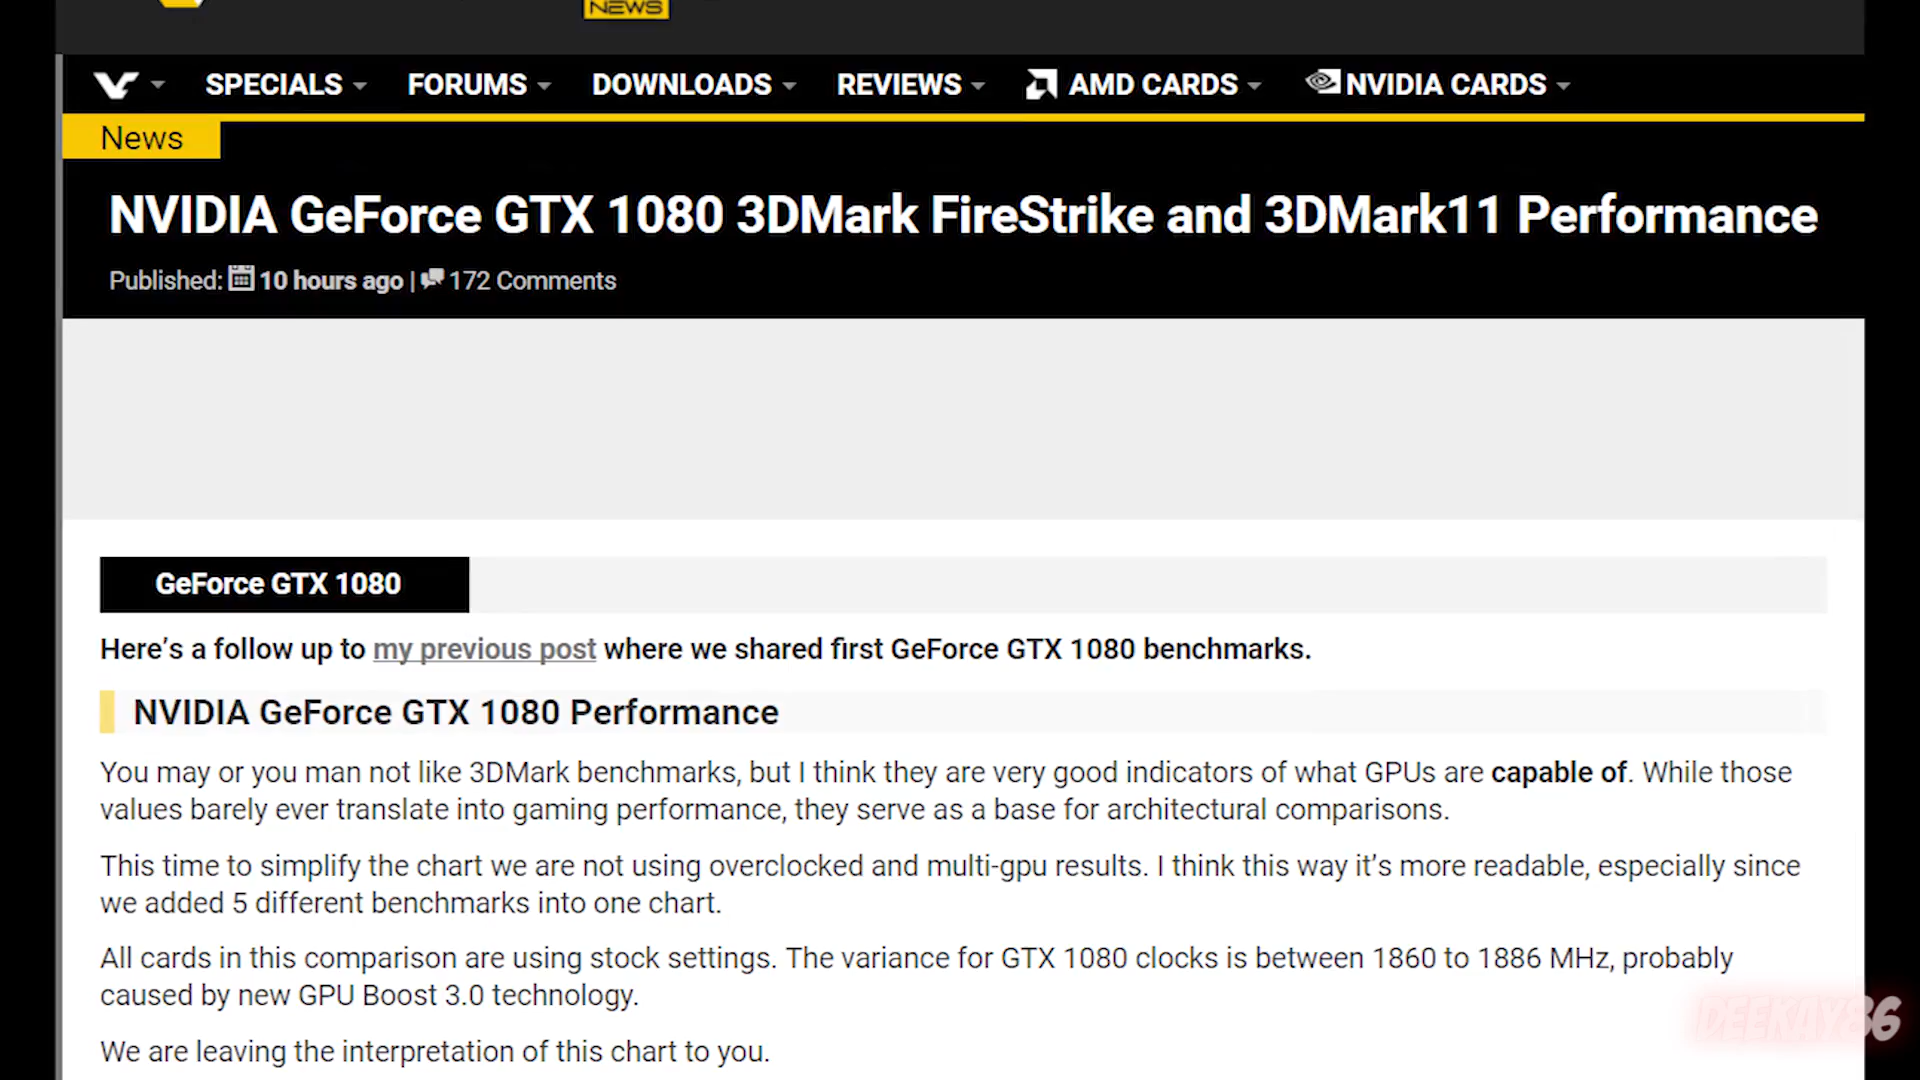 NEWS
SPECIALS FORUMS DOWNLOADS REVIEWS AMD CARDS NVIDIA CARDS
News
NVIDIA GeForce GTX 1080 3DMark FireStrike and 3DMark11 Performance
Published: 10 hours ago | 172 Comments
GeForce GTX 1080
Here’s a follow up to my previous post where we shared first GeForce GTX 1080 benchmarks.
NVIDIA GeForce GTX 1080 Performance
You may or you man not like 3DMark benchmarks, but I think they are very good indicators of what GPUs are capable of. While those
values barely ever translate into gaming performance, they serve as a base for architectural comparisons.
This time to simplify the chart we are not using overclocked and multi-gpu results. I think this way it’s more readable, especially since
we added 5 different benchmarks into one chart.
All cards in this comparison are using stock settings. The variance for GTX 1080 clocks is between 1860 to 1886 MHz, probably
caused by new GPU Boost 3.0 technology.
We are leaving the interpretation of this chart to you.
DEEKAY86